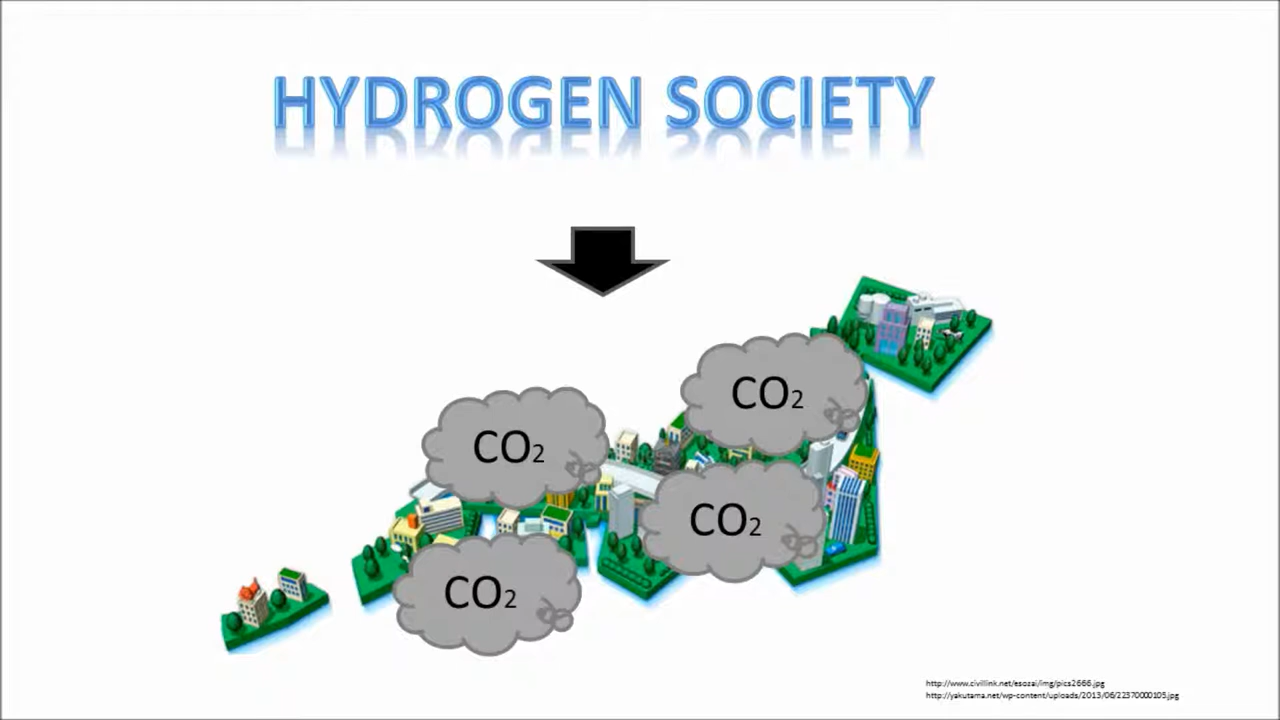 HYDROGEN SOCIETY
CO2
CO2
CO2
CO2
http://www.civillink.net/esozai/img/pics2666.jpg
http://yakutama.net/wp-content/uploads/2013/06/22370000105.jpg